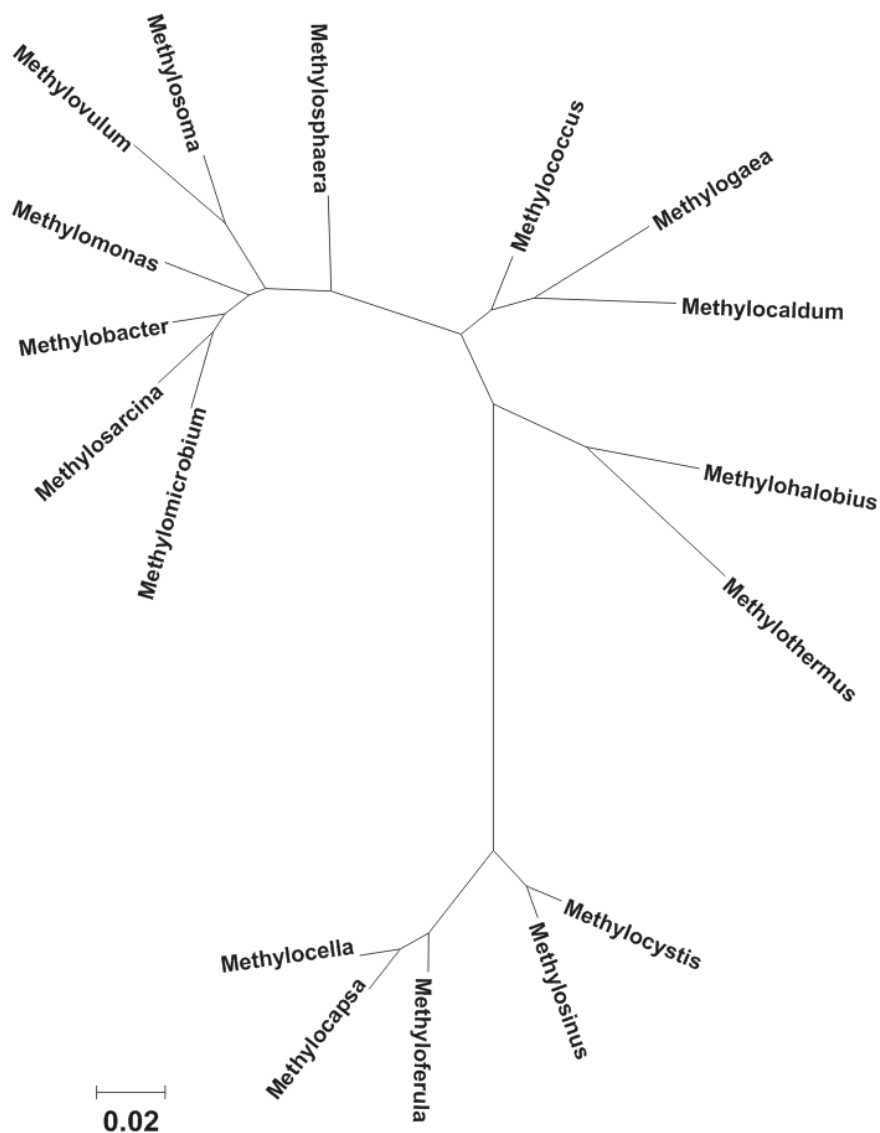 Methylosoma
Methylosphaera
Methylovulum
Methylococcus
Methylogaea
Methylomonas
Methylocaldum
Methylobacter
Methylosarcina
Methylomicrobium
Methylohalobius
Methylothermus
Methylocystis
Methylocella
Methylosinus
Methylocapsa
Methyloferula
0.02